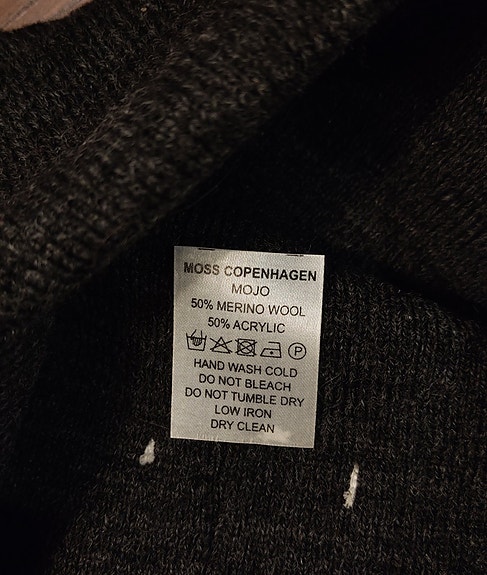 MOSS COPENHAGEN
MOJO
50% MERINO WOOL
50% ACRYLIC
P
HAND WASH COLD
DO NOT BLEACH
DO NOT TUMBLE DRY
LOW IRON
DRY CLEAN